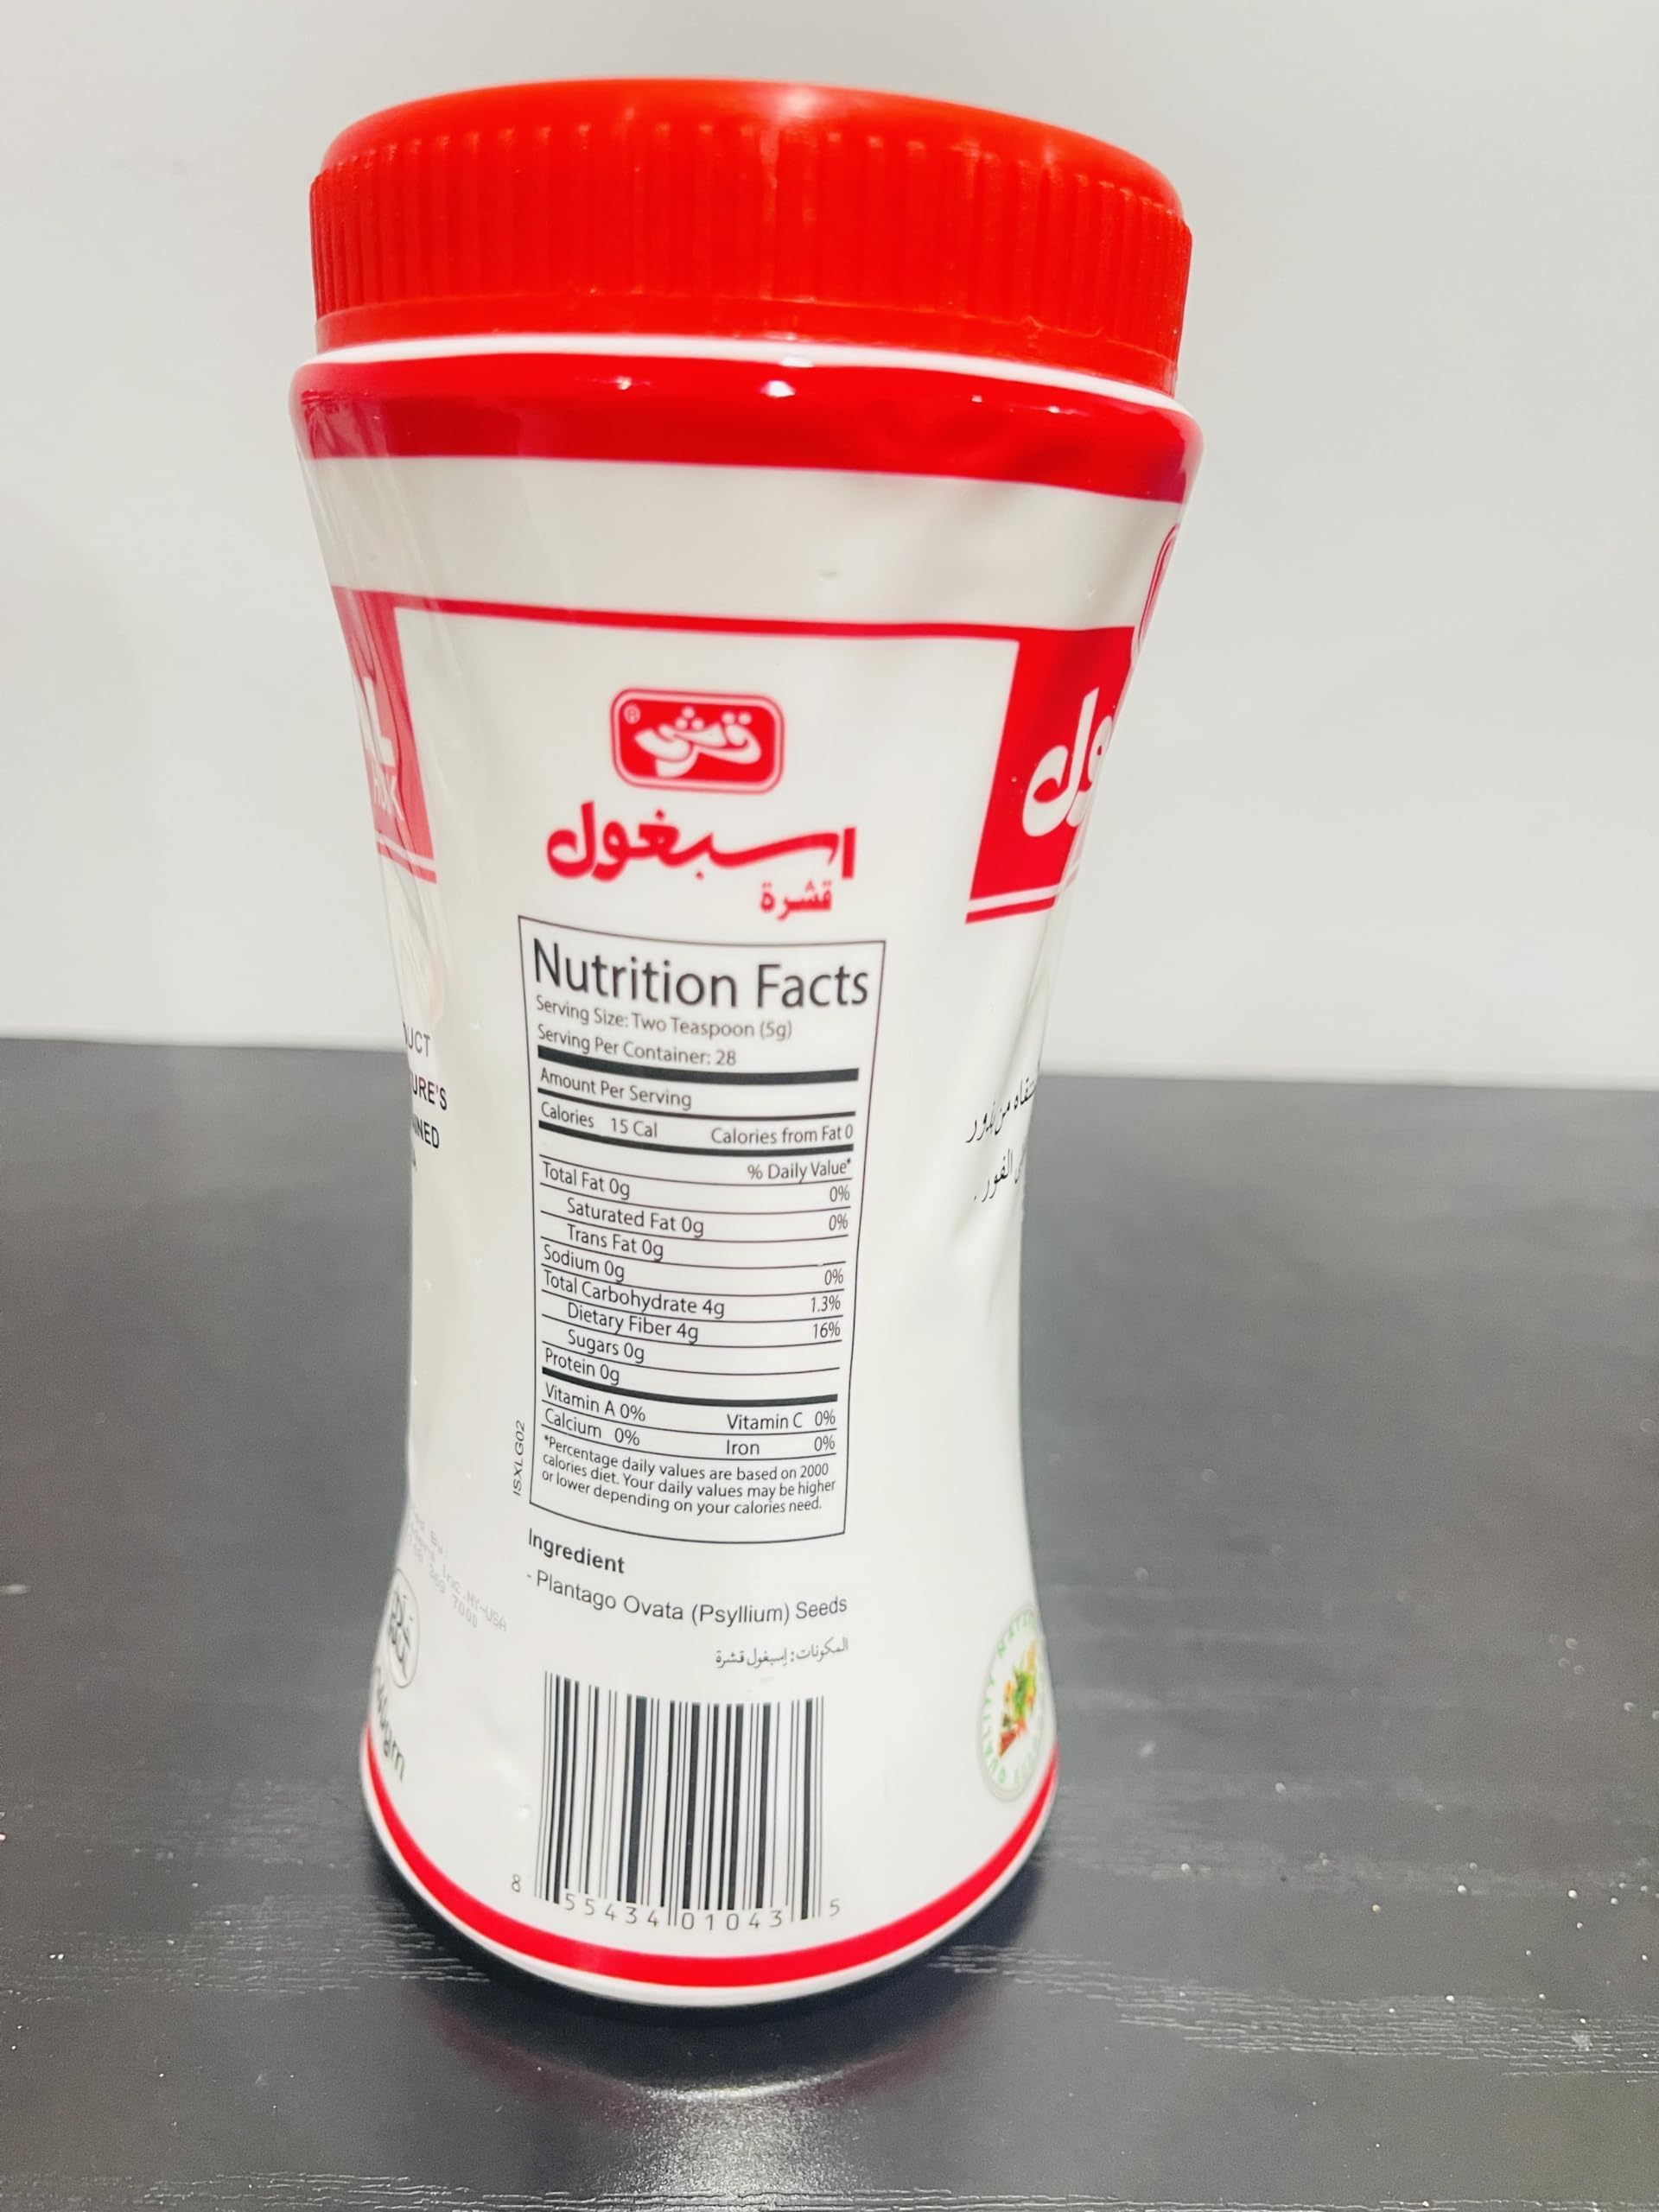 قرشی ®
اسبغول
قشرة
Nutrition Facts
Serving Size: Two Teaspoon (5g)
Serving Per Container: 28
Amount Per Serving
Calories 15 Cal Calories from Fat 0
% Daily Value*
Total Fat 0g 0%
Saturated Fat 0g 0%
Trans Fat 0g
Sodium 0g 0%
Total Carbohydrate 4g 1.3%
Dietary Fiber 4g 16%
Sugars 0g
Protein 0g
Vitamin A 0% Vitamin C 0%
Calcium 0% Iron 0%
*Percentage daily values are based on 2000
calories diet. Your daily values may be higher
or lower depending on your calories need.
ISXLG02
Ingredient
- Plantago Ovata (Psyllium) Seeds
المكونات: إسبغول قشرة
8 55434 01043 5
الفور .
QUALITY